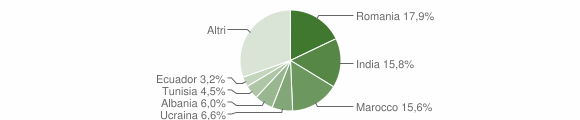 Romania 17,9%
Altri
India 15,8%
Ecuador 3,2%
Tunisia 4,5%
Albania 6,0%
Marocco 15,6%
Ucraina 6,6%